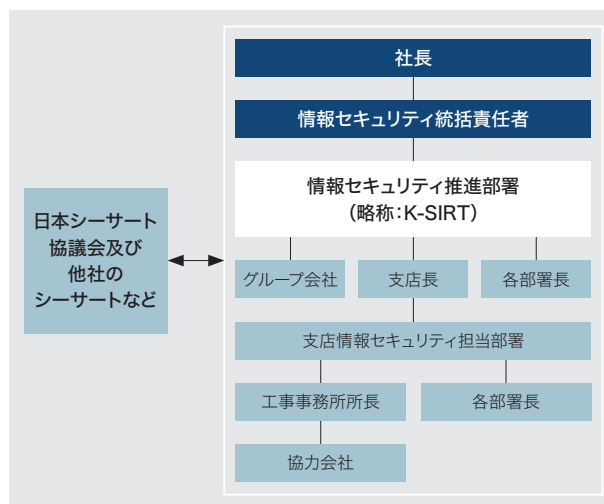 社長
情報セキュリティ統括責任者
情報セキュリティ推進部署
（略称：K-SIRT）
日本シーサート
協議会及び
他社の
シーサートなど
グループ会社
支店長
各部署長
支店情報セキュリティ担当部署
工事事務所所長
各部署長
協力会社